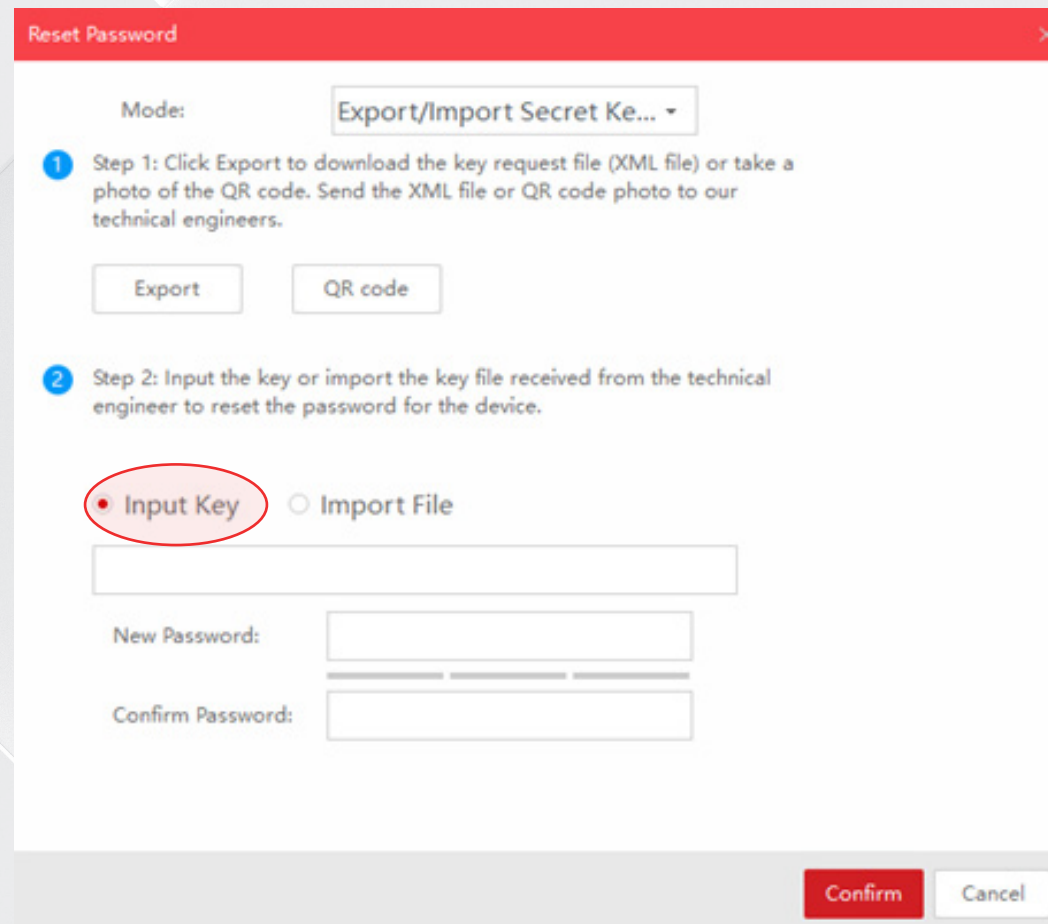 Reset Password
Mode: Export/Import Secret Ke...
1 Step 1: Click Export to download the key request file (XML file) or take a
photo of the QR code. Send the XML file or QR code photo to our
technical engineers.
Export QR code
2 Step 2: Input the key or import the key file received from the technical
engineer to reset the password for the device.
Input Key Import File
New Password:
Confirm Password:
Confirm Cancel